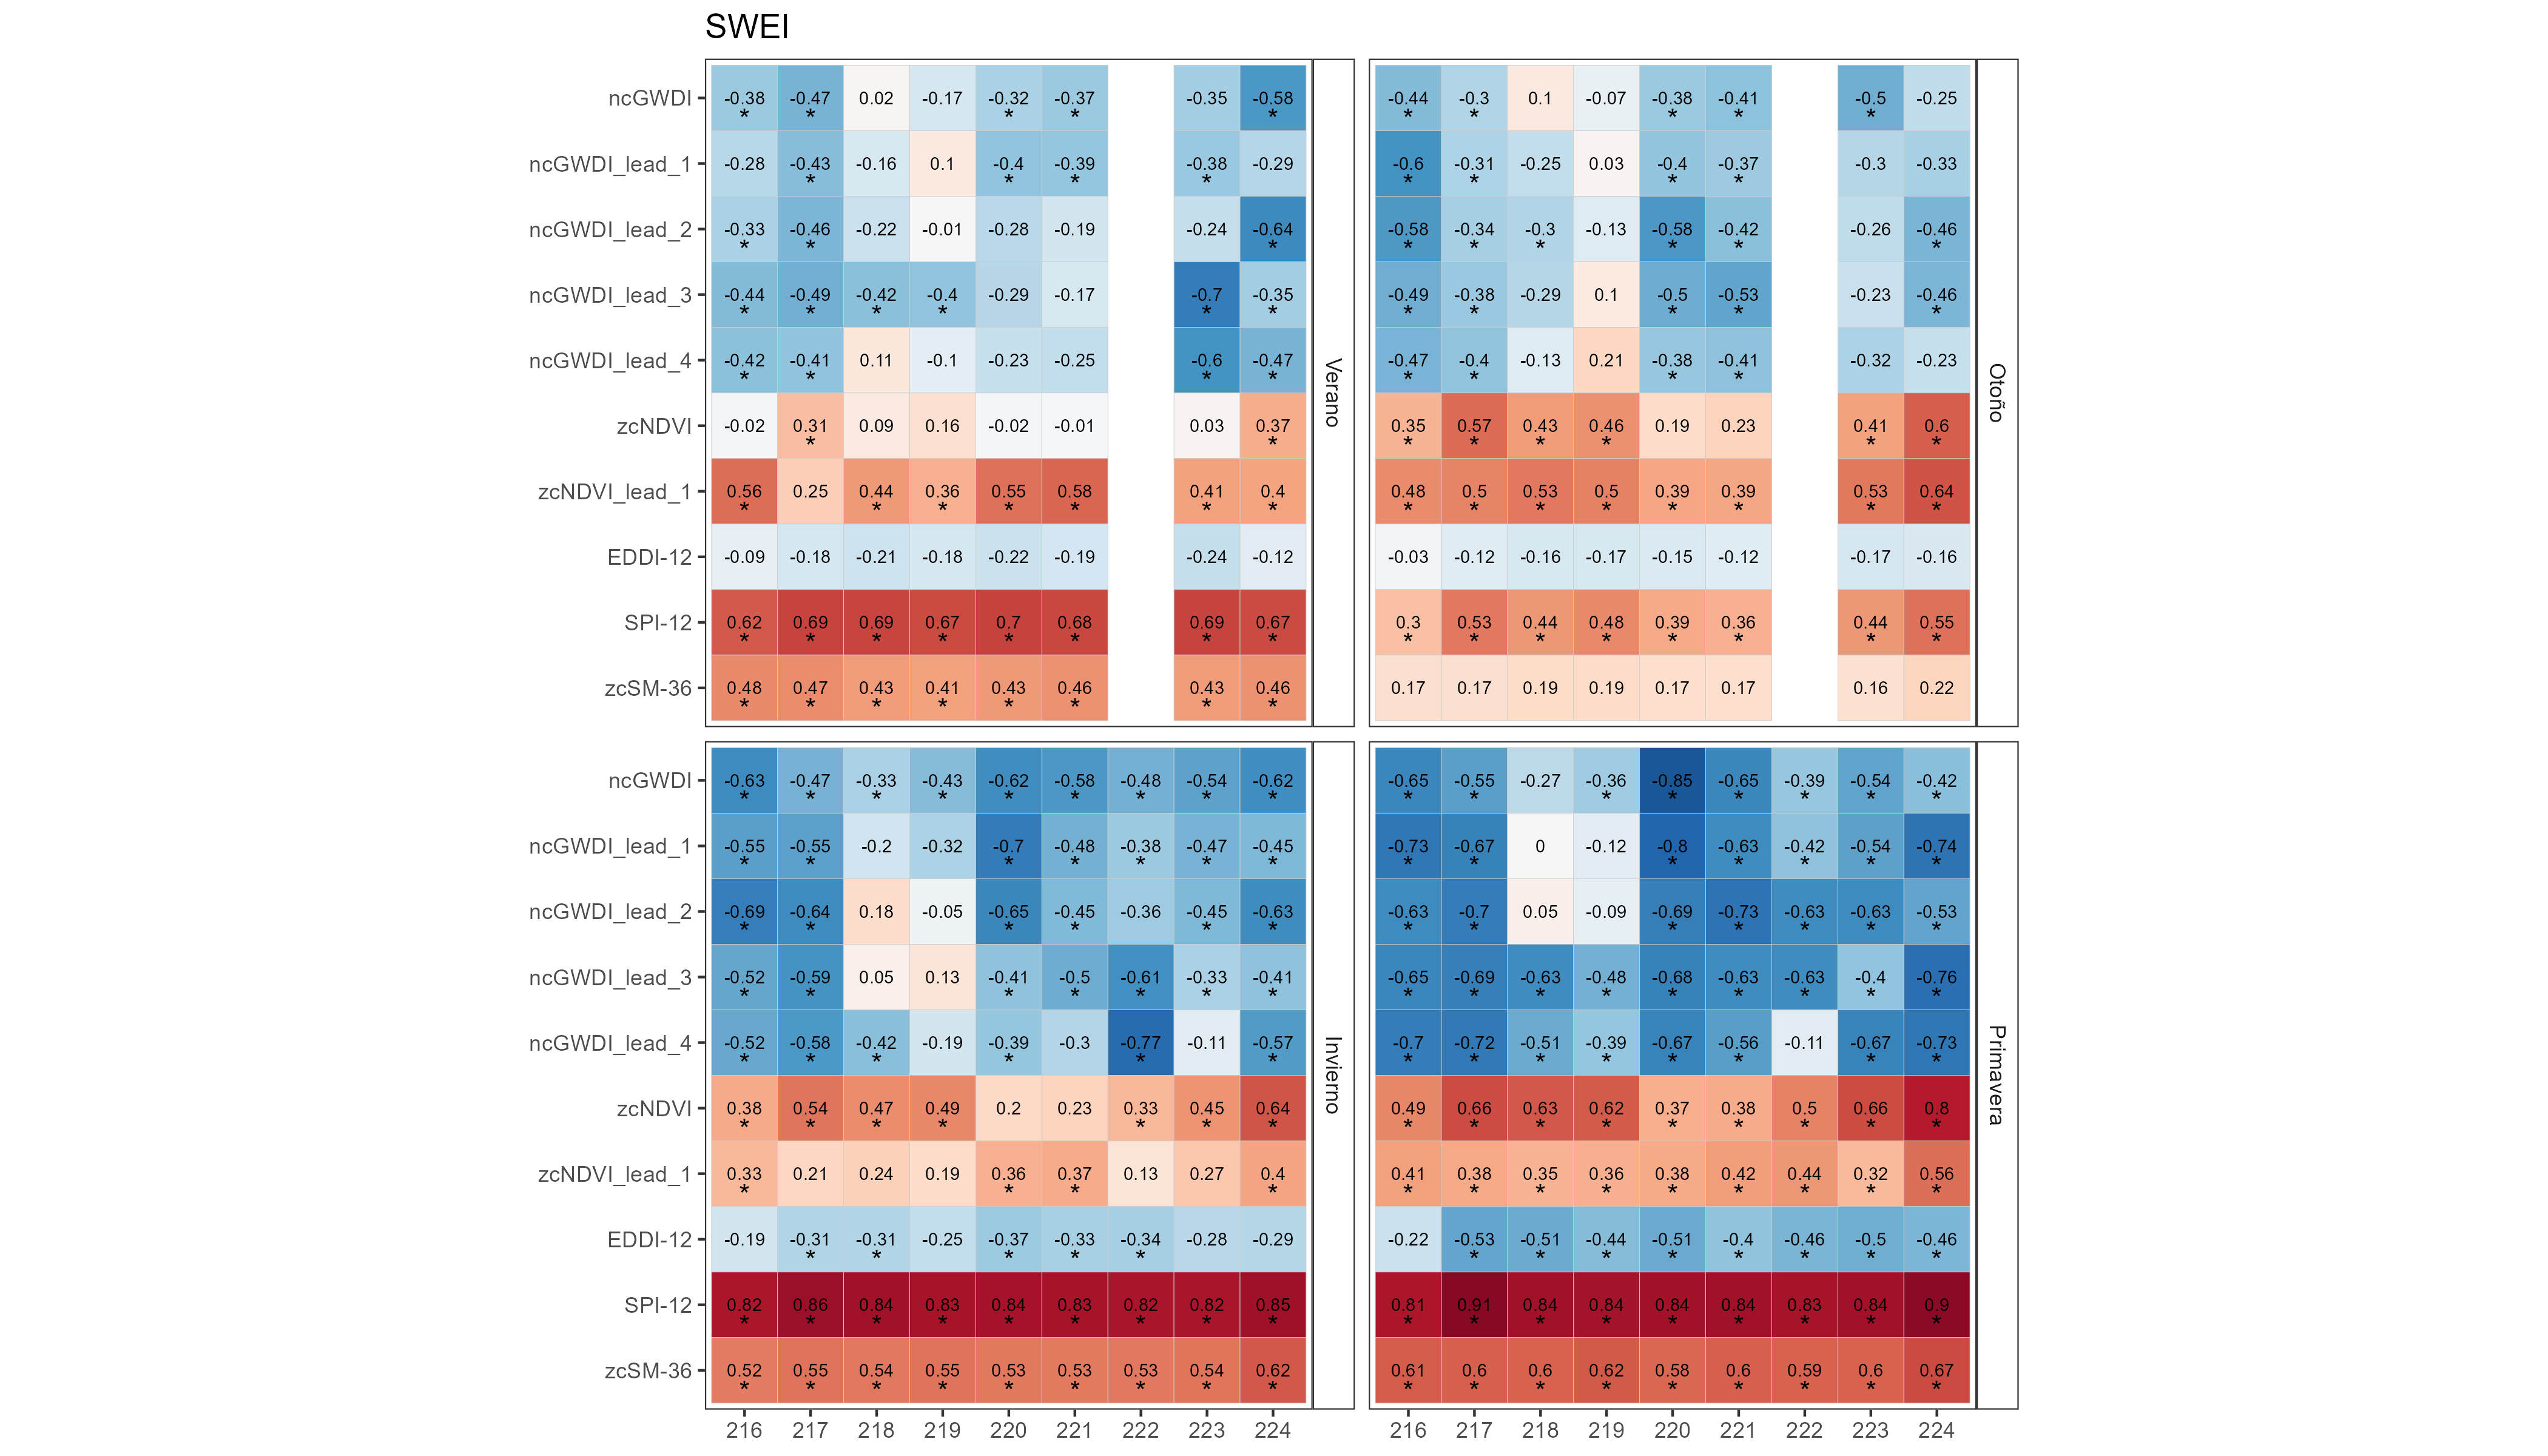 SWEI
ncGWDI -0.38 * -0.47 * 0.02 -0.17 -0.32 * -0.37 * -0.35 -0.58 * -0.44 * -0.3 * 0.1 -0.07 -0.38 * -0.41 * -0.5 * -0.25
ncGWDI_lead_1 -0.28 -0.43 * -0.16 0.1 -0.4 * -0.39 * -0.38 * -0.29 -0.6 * -0.31 * -0.25 0.03 -0.4 * -0.37 * -0.3 -0.33
ncGWDI_lead_2 -0.33 * -0.46 * -0.22 -0.01 -0.28 -0.19 -0.24 -0.64 * -0.58 * -0.34 * -0.3 * -0.13 -0.58 * -0.42 * -0.26 -0.46 *
ncGWDI_lead_3 -0.44 * -0.49 * -0.42 * -0.4 * -0.29 -0.17 -0.7 * -0.35 * -0.49 * -0.38 * -0.29 0.1 -0.5 * -0.53 * -0.23 -0.46 *
ncGWDI_lead_4 -0.42 * -0.41 * 0.11 -0.1 -0.23 -0.25 -0.6 * -0.47 * -0.47 * -0.4 * -0.13 0.21 -0.38 * -0.41 * -0.32 -0.23
zcNDVI -0.02 0.31 * 0.09 0.16 -0.02 -0.01 0.03 0.37 * 0.35 * 0.57 * 0.43 * 0.46 * 0.19 0.23 0.41 * 0.6 *
zcNDVI_lead_1 0.56 * 0.25 0.44 * 0.36 * 0.55 * 0.58 * 0.41 * 0.4 * 0.48 * 0.5 * 0.53 * 0.5 * 0.39 * 0.39 * 0.53 * 0.64 *
EDDI-12 -0.09 -0.18 -0.21 -0.18 -0.22 -0.19 -0.24 -0.12 -0.03 -0.12 -0.16 -0.17 -0.15 -0.12 -0.17 -0.16
SPI-12 0.62 * 0.69 * 0.69 * 0.67 * 0.7 * 0.68 * 0.69 * 0.67 * 0.3 * 0.53 * 0.44 * 0.48 * 0.39 * 0.36 * 0.44 * 0.55 *
zcSM-36 0.48 * 0.47 * 0.43 * 0.41 * 0.43 * 0.46 * 0.43 * 0.46 * 0.17 0.17 0.19 0.19 0.17 0.17 0.16 0.22
Verano
Otoño
ncGWDI -0.63 * -0.47 * -0.33 * -0.43 * -0.62 * -0.58 * -0.48 * -0.54 * -0.62 * -0.65 * -0.55 * -0.27 -0.36 * -0.85 * -0.65 * -0.39 * -0.54 * -0.42 *
ncGWDI_lead_1 -0.55 * -0.55 * -0.2 -0.32 -0.7 * -0.48 * -0.38 * -0.47 * -0.45 * -0.73 * -0.67 * 0 -0.12 -0.8 * -0.63 * -0.42 * -0.54 * -0.74 *
ncGWDI_lead_2 -0.69 * -0.64 * 0.18 -0.05 -0.65 * -0.45 * -0.36 -0.45 * -0.63 * -0.63 * -0.7 * 0.05 -0.09 -0.69 * -0.73 * -0.63 * -0.63 * -0.53 *
ncGWDI_lead_3 -0.52 * -0.59 * 0.05 0.13 -0.41 * -0.5 * -0.61 * -0.33 * -0.41 * -0.65 * -0.69 * -0.63 * -0.48 * -0.68 * -0.63 * -0.63 * -0.4 * -0.76 *
ncGWDI_lead_4 -0.52 * -0.58 * -0.42 * -0.19 -0.39 * -0.3 -0.77 * -0.11 -0.57 * -0.7 * -0.72 * -0.51 * -0.39 * -0.67 * -0.56 * -0.11 -0.67 * -0.73 *
zcNDVI 0.38 * 0.54 * 0.47 * 0.49 * 0.2 0.23 0.33 * 0.45 * 0.64 * 0.49 * 0.66 * 0.63 * 0.62 * 0.37 * 0.38 * 0.5 * 0.66 * 0.8 *
zcNDVI_lead_1 0.33 * 0.21 0.24 0.19 0.36 * 0.37 * 0.13 0.27 0.4 * 0.41 * 0.38 * 0.35 * 0.36 * 0.38 * 0.42 * 0.44 * 0.32 * 0.56 *
EDDI-12 -0.19 -0.31 * -0.31 * -0.25 -0.37 * -0.33 * -0.34 * -0.28 -0.29 -0.22 -0.53 * -0.51 * -0.44 * -0.51 * -0.4 * -0.46 * -0.5 * -0.46 *
SPI-12 0.82 * 0.86 * 0.84 * 0.83 * 0.84 * 0.83 * 0.82 * 0.82 * 0.85 * 0.81 * 0.91 * 0.84 * 0.84 * 0.84 * 0.84 * 0.83 * 0.84 * 0.9 *
zcSM-36 0.52 * 0.55 * 0.54 * 0.55 * 0.53 * 0.53 * 0.53 * 0.54 * 0.62 * 0.61 * 0.6 * 0.6 * 0.62 * 0.58 * 0.6 * 0.59 * 0.6 * 0.67 *
Invierno
Primavera
216 217 218 219 220 221 222 223 224 216 217 218 219 220 221 222 223 224